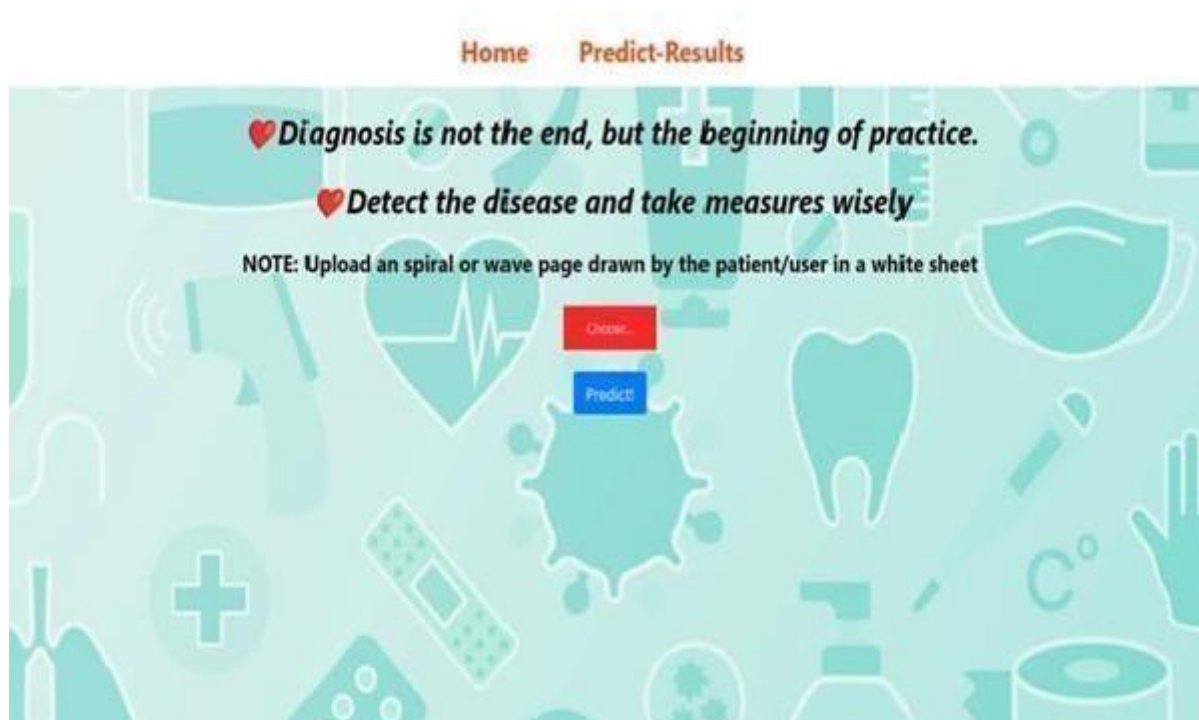 Home Predict-Results
❤Diagnosis is not the end, but the beginning of practice.
❤Detect the disease and take measures wisely
NOTE: Upload an spiral or wave page drawn by the patient/user in a white sheet
Choose...
Predict!
C°